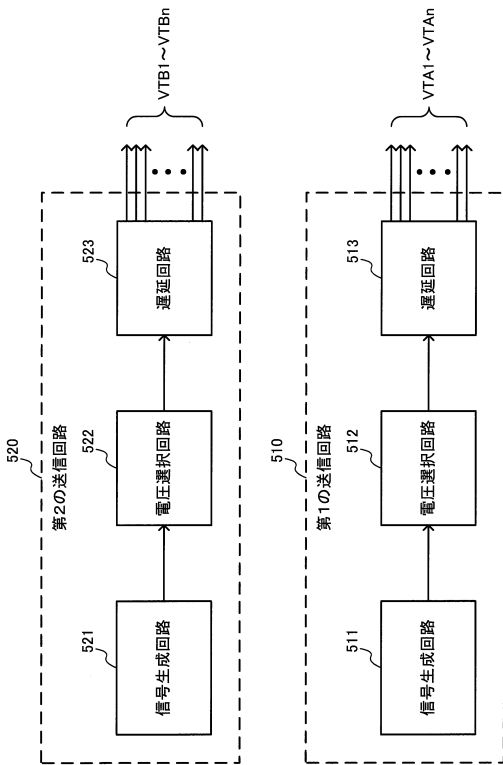 510
第1の送信回路
511
信号生成回路
512
電圧選択回路
513
遅延回路
VTA1~VTAn
520
第2の送信回路
521
信号生成回路
522
電圧選択回路
523
遅延回路
VTB1~VTBn